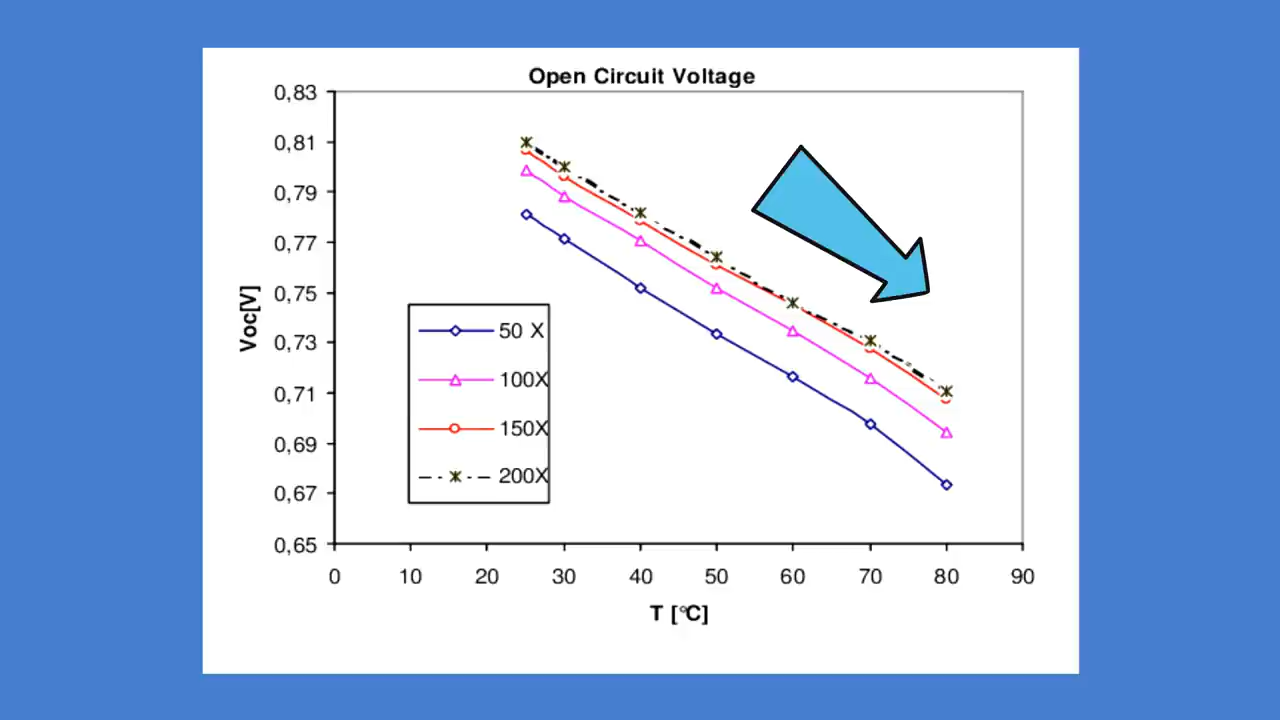 Open Circuit Voltage
0,83
0,81
0,79
0,77
0,75
0,73
0,71
0,69
0,67
0,65
Voc[V]
50 X
100X
150X
200X
0 10 20 30 40 50 60 70 80 90
T [°C]